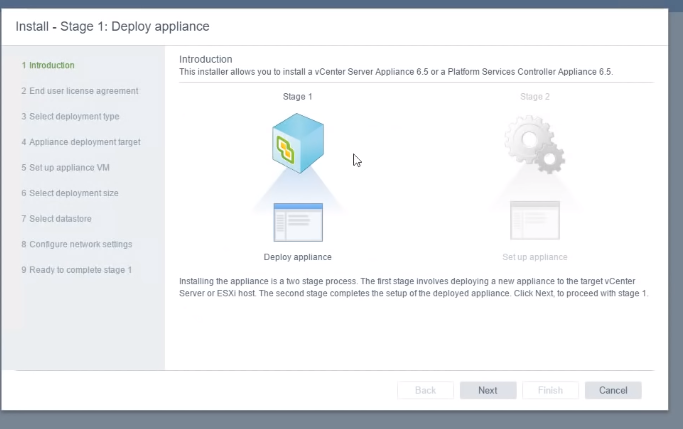 Install - Stage 1: Deploy appliance
1 Introduction
2 End user license agreement
3 Select deployment type
4 Appliance deployment target
5 Set up appliance VM
6 Select deployment size
7 Select datastore
8 Configure network settings
9 Ready to complete stage 1
Introduction
This installer allows you to install a vCenter Server Appliance 6.5 or a Platform Services Controller Appliance 6.5.
Stage 1
Stage 2
Deploy appliance
Set up appliance
Installing the appliance is a two stage process. The first stage involves deploying a new appliance to the target vCenter
Server or ESXi host. The second stage completes the setup of the deployed appliance. Click Next, to proceed with stage 1.
Back
Next
Finish
Cancel